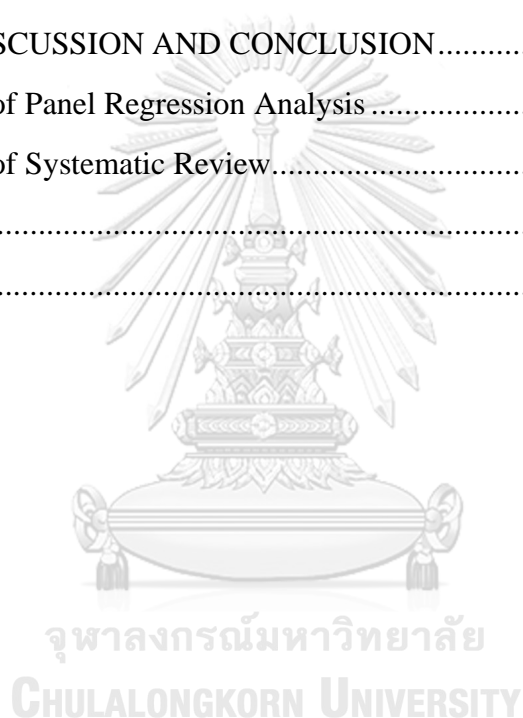 SCUSSION AND CONCLUSION............
of Panel Regression Analysis ....................
of Systematic Review...................................
..........................................................................
..........................................................................
จุฬาลงกรณ์มหาวิทยาลัย
CHULALONGKORN UNIVERSITY